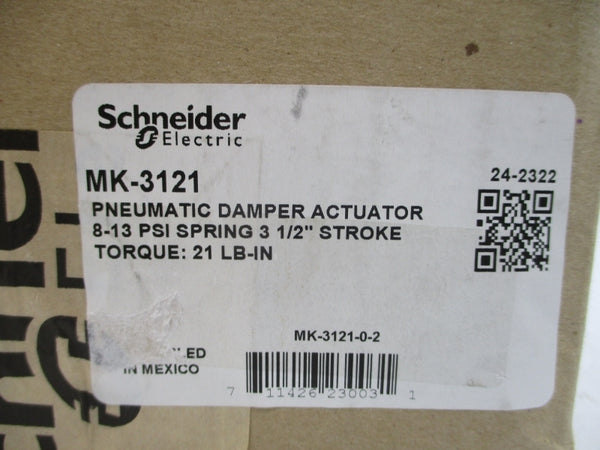 Schneider
Electric
MK-3121
24-2322
PNEUMATIC DAMPER ACTUATOR
8-13 PSI SPRING 3 1/2" STROKE
TORQUE: 21 LB-IN
MK-3121-0-2
IN MEXICO
7 11426 23003 1